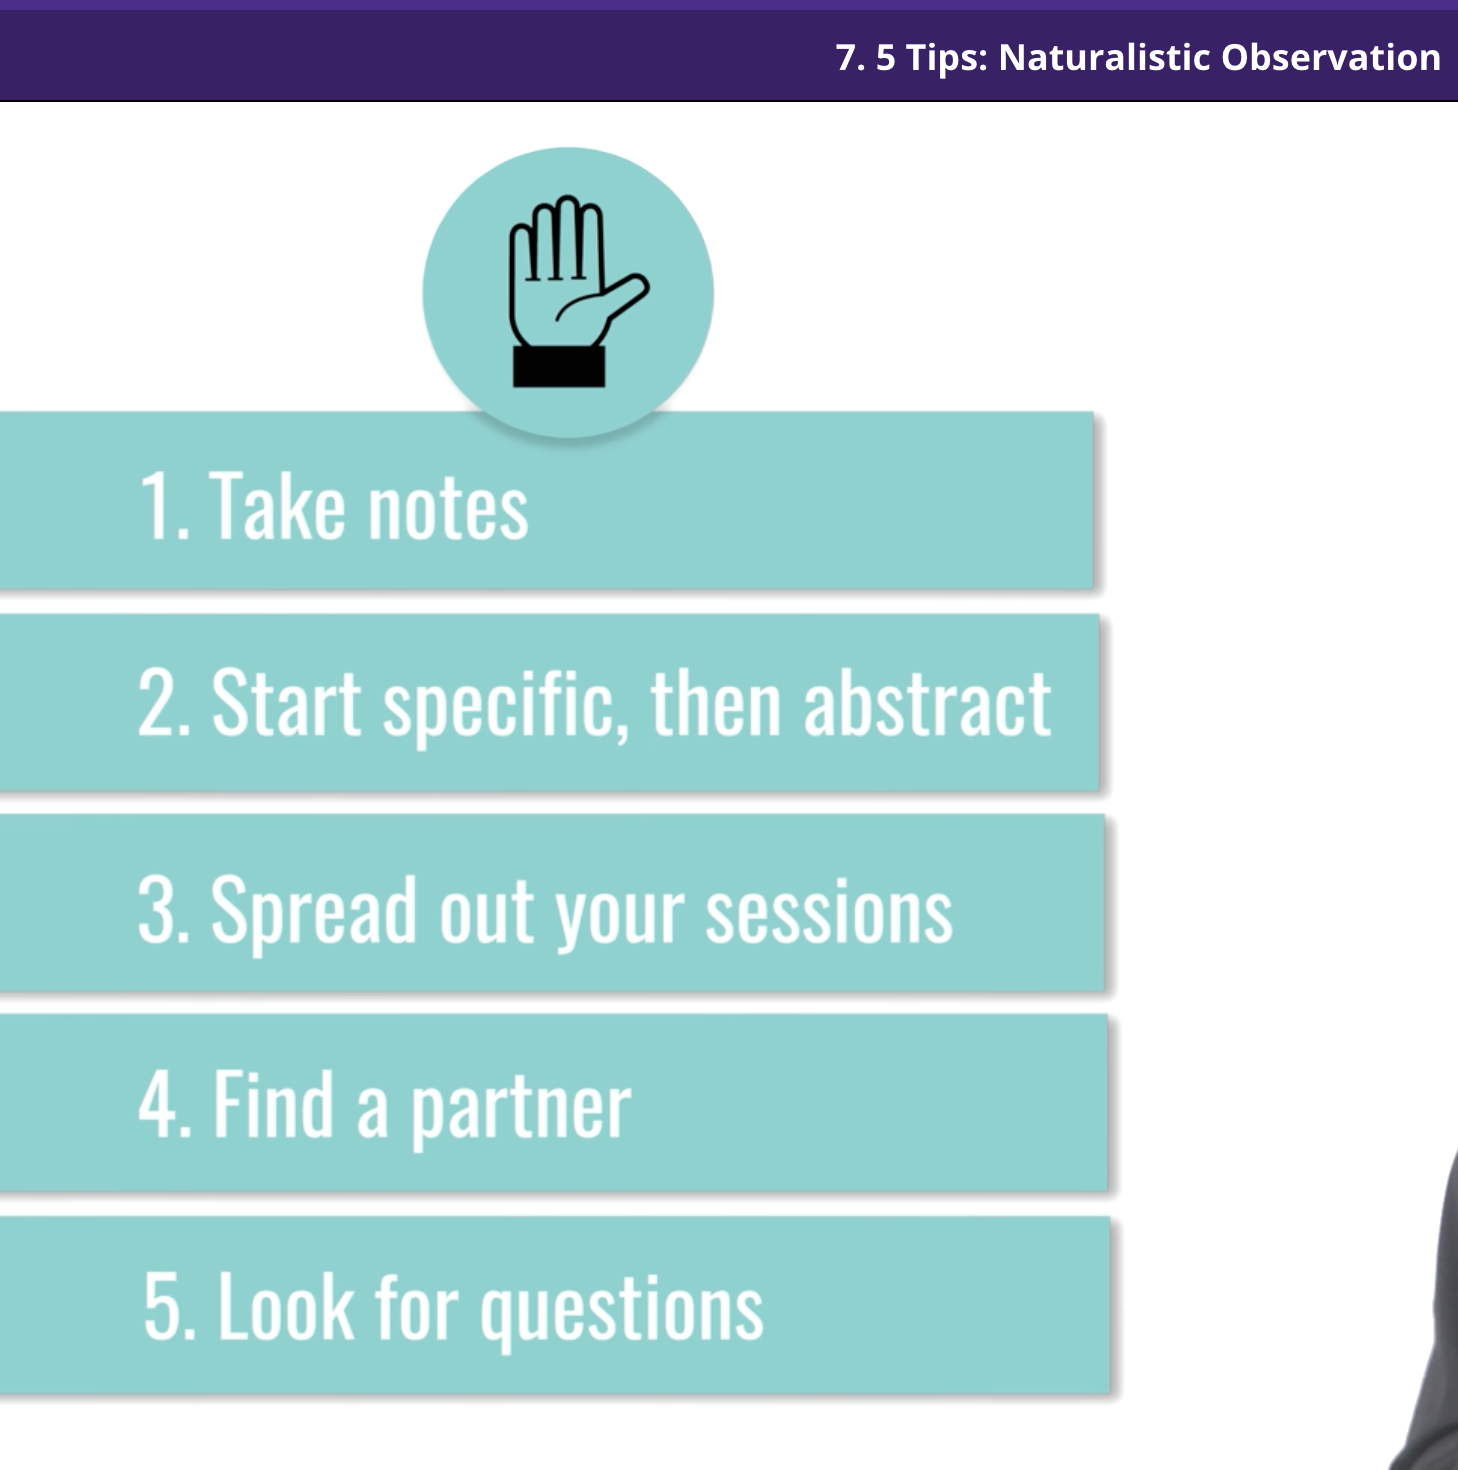 7. 5 Tips: Naturalistic Observation
1. Take notes
2. Start specific, then abstract
3. Spread out your sessions
4. Find a partner
5. Look for questions